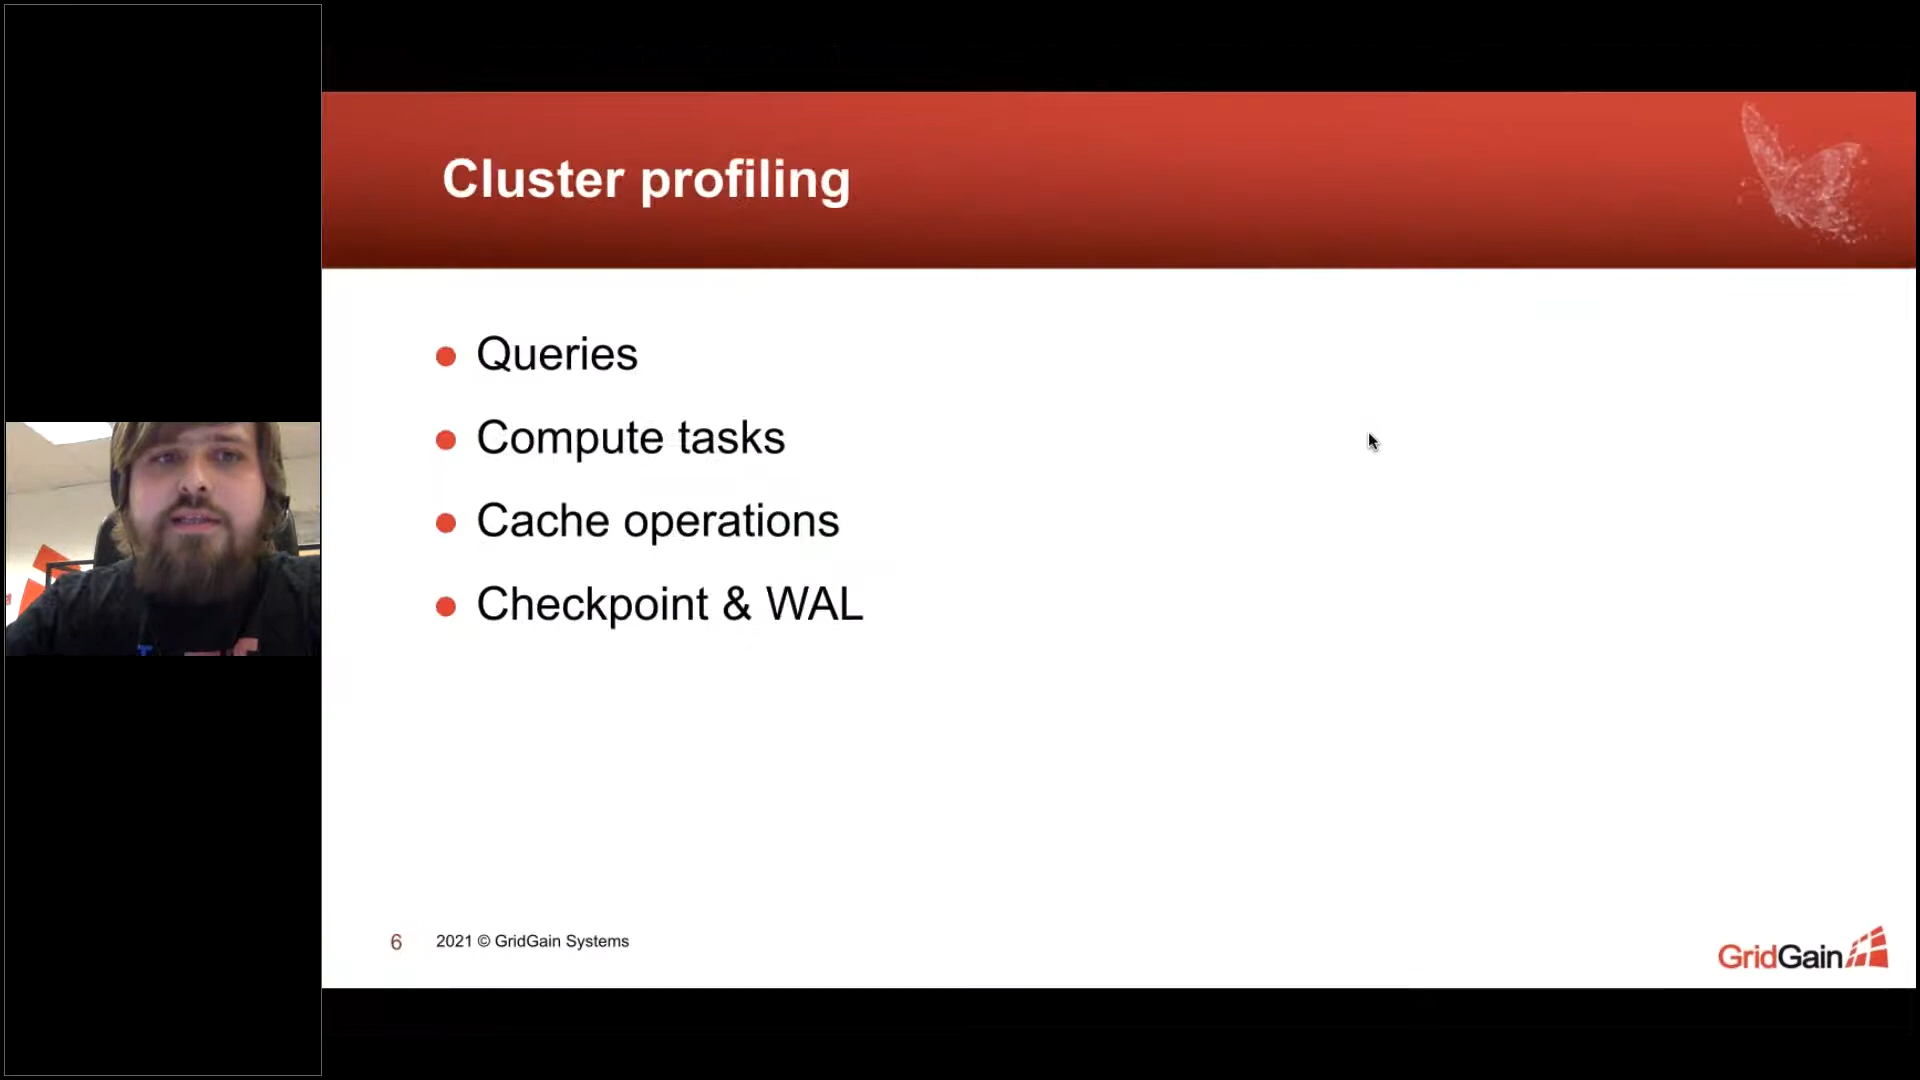 Cluster profiling
Queries
Compute tasks
Cache operations
Checkpoint & WAL
6 2021 © GridGain Systems
GridGain